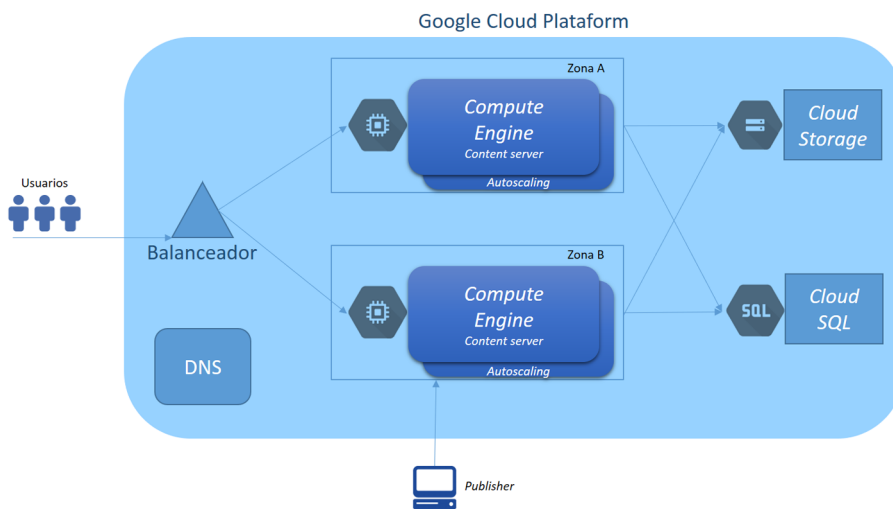 Google Cloud Plataform
Zona A
Compute
Engine
Content server
Autoscaling
Cloud
Storage
Usuarios
Balanceador
Zona B
Compute
Engine
Content server
Autoscaling
SQL
Cloud
SQL
DNS
Publisher